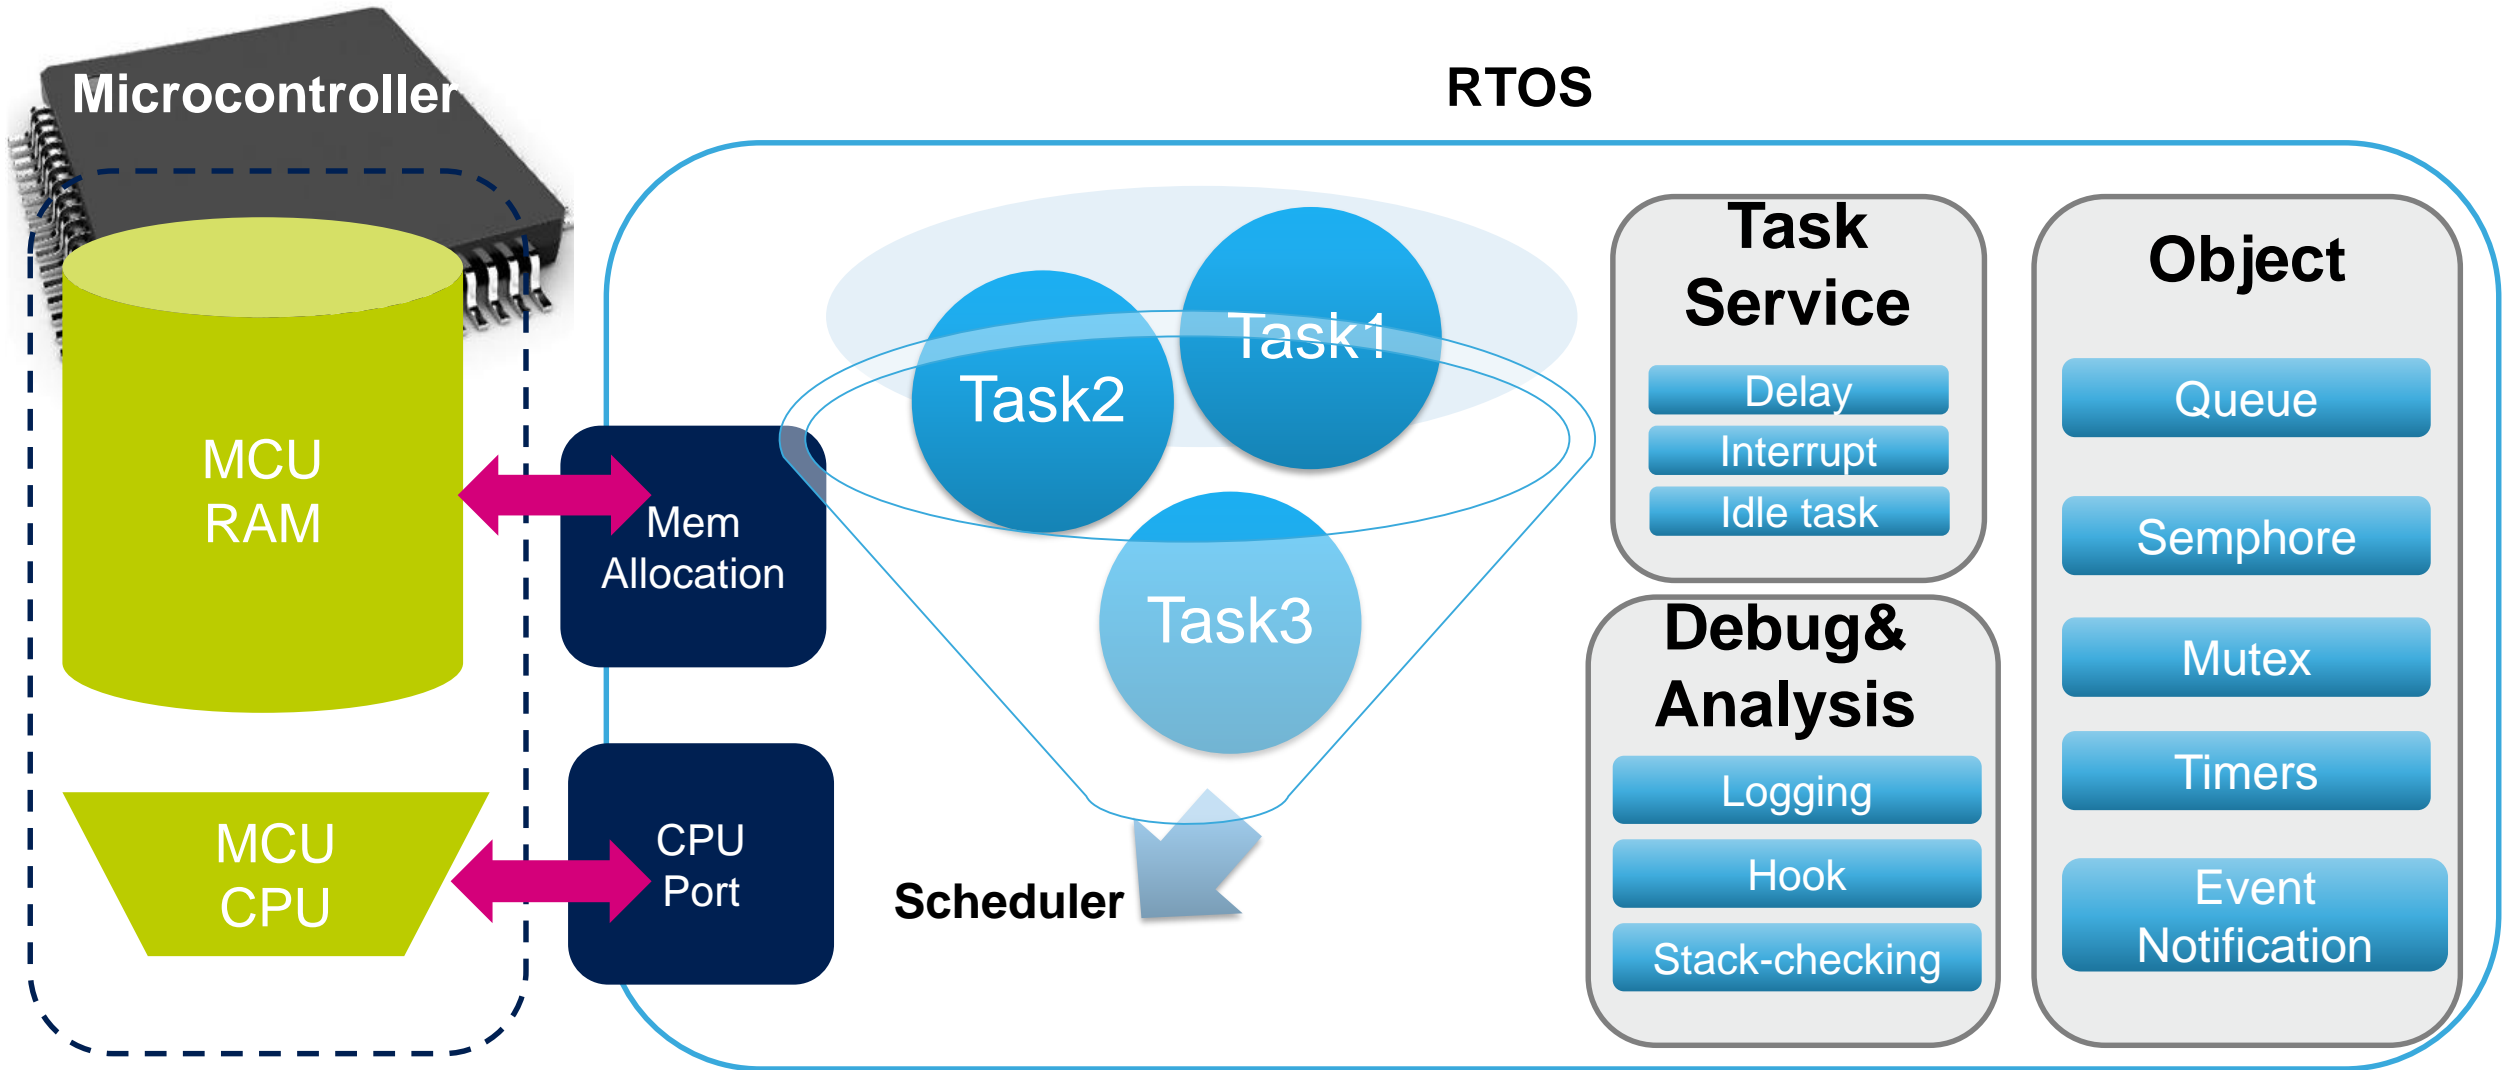 Microcontroller
MCU
RAM
MCU
CPU
RTOS
Mem
Allocation
CPU
Port
Task1
Task2
Task3
Scheduler
Task
Service
Delay
Interrupt
Idle task
Debug&
Analysis
Logging
Hook
Stack-checking
Object
Queue
Semphore
Mutex
Timers
Event
Notification